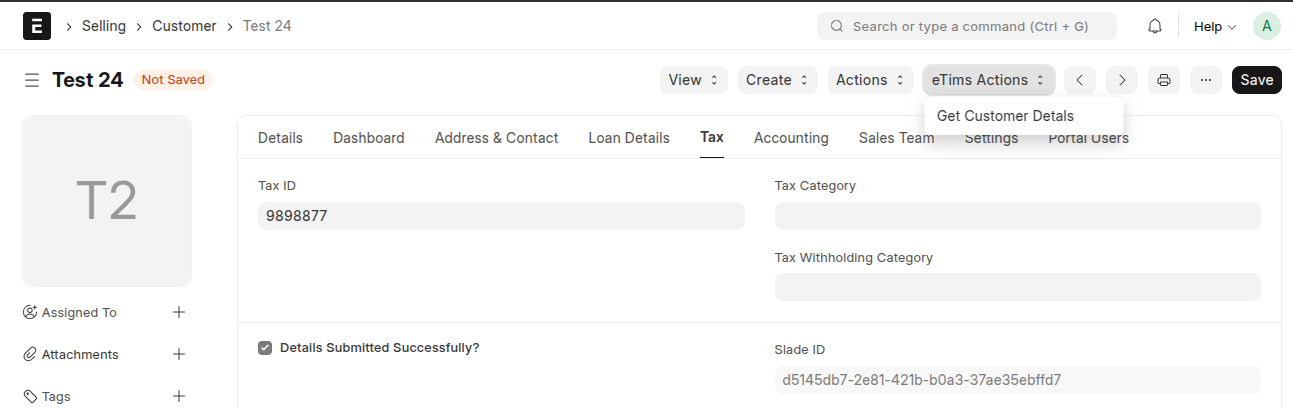 Selling Customer Test 24
Search or type a command (Ctrl + G)
Help
A
Test 24 Not Saved
View Create Actions eTims Actions ... Save
Get Customer Detals
Details Dashboard Address & Contact Loan Details Tax Accounting Sales Team Settings Portal Users
T2
Tax ID
9898877
Tax Category
Tax Withholding Category
Assigned To
Attachments
Tags
Details Submitted Successfully?
Slade ID
d5145db7-2e81-421b-b0a3-37ae35ebffd7